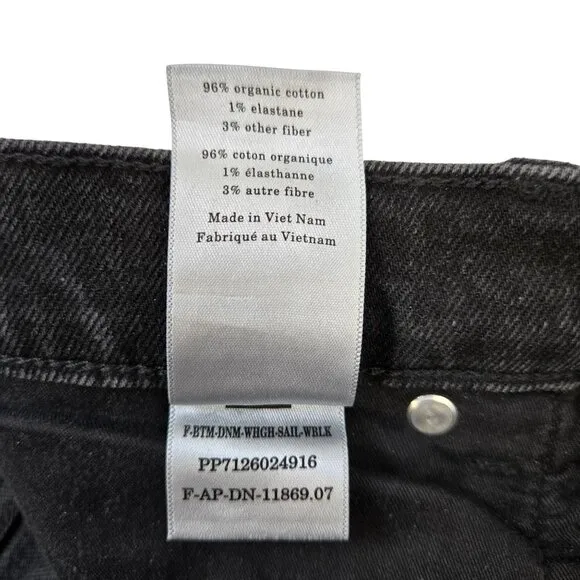 96% organic cotton
1% elastane
3% other fiber
96% coton organique
1% élasthanne
3% autre fibre
Made in Viet Nam
Fabriqué au Vietnam
F-BTM-DNM-WHGH-SAIL-WRLK
PP7126024916
F-AP-DN-11869.07